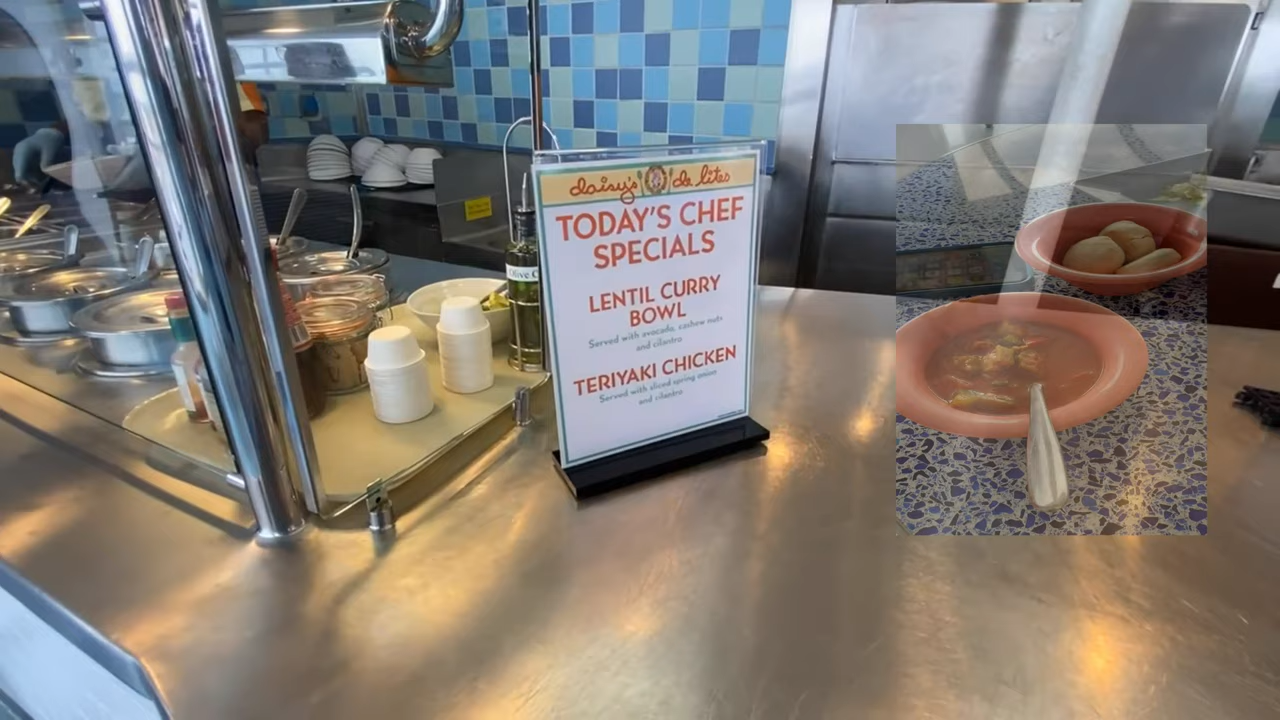 daisy's de lites
TODAY'S CHEF
SPECIALS
LENTIL CURRY
BOWL
Served with avocado, cashew nuts
and cilantro
TERIYAKI CHICKEN
Served with sliced spring onion
and cilantro
Olive